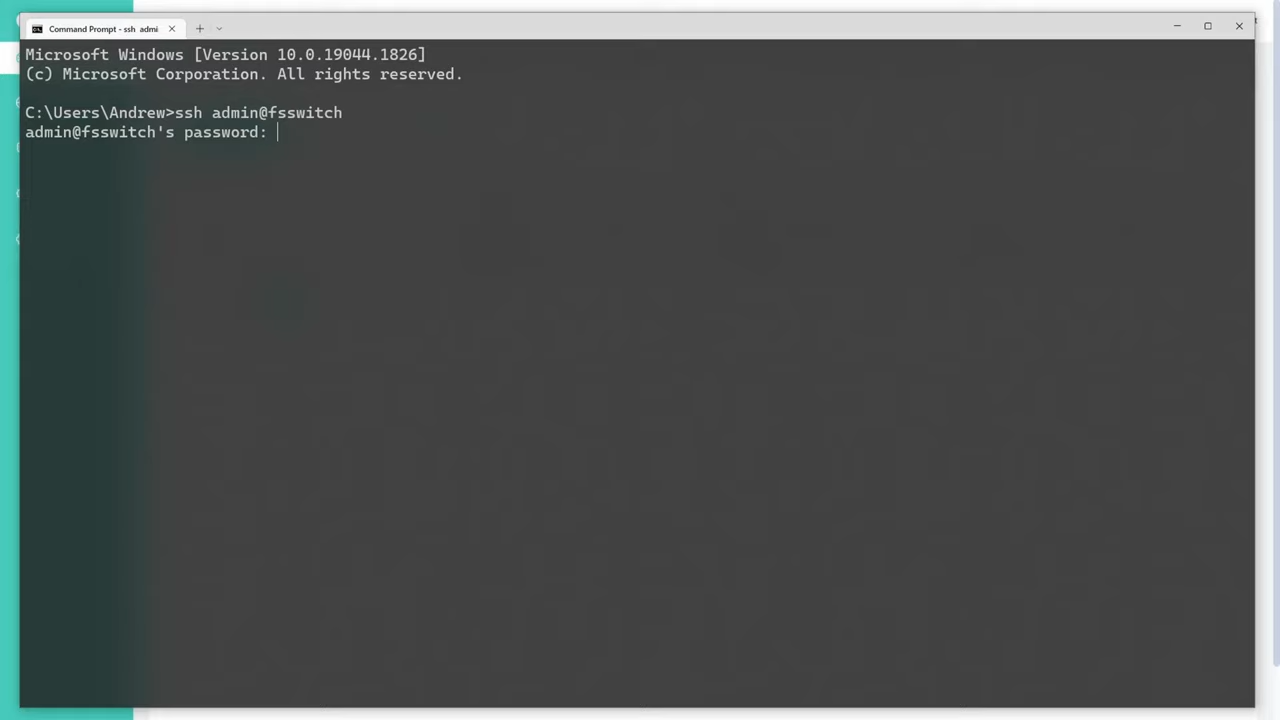 Command Prompt - ssh admi
Microsoft Windows [Version 10.0.19044.1826]
(c) Microsoft Corporation. All rights reserved.
C:\Users\Andrew>ssh admin@fsswitch
admin@fsswitch's password: